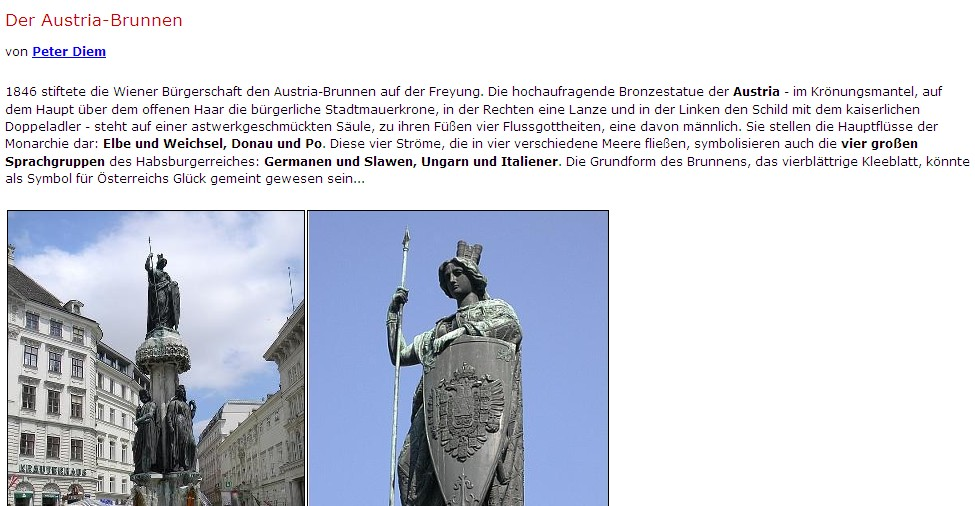 Der Austria-Brunnen
von Peter Diem
1846 stiftete die Wiener Bürgerschaft den Austria-Brunnen auf der Freyung. Die hochaufragende Bronzestatue der Austria - im Krönungsmantel, auf
dem Haupt über dem offenen Haar die bürgerliche Stadtmauerkrone, in der Rechten eine Lanze und in der Linken den Schild mit dem kaiserlichen
Doppeladler - steht auf einer astwerkgeschmückten Säule, zu ihren Füßen vier Flussgottheiten, eine davon männlich. Sie stellen die Hauptflüsse der
Monarchie dar: Elbe und Weichsel, Donau und Po. Diese vier Ströme, die in vier verschiedene Meere fließen, symbolisieren auch die vier großen
Sprachgruppen des Habsburgerreiches: Germanen und Slawen, Ungarn und Italiener. Die Grundform des Brunnens, das vierblättrige Kleeblatt, könnte
als Symbol für Österreichs Glück gemeint gewesen sein...
KRÄUTERHAUS